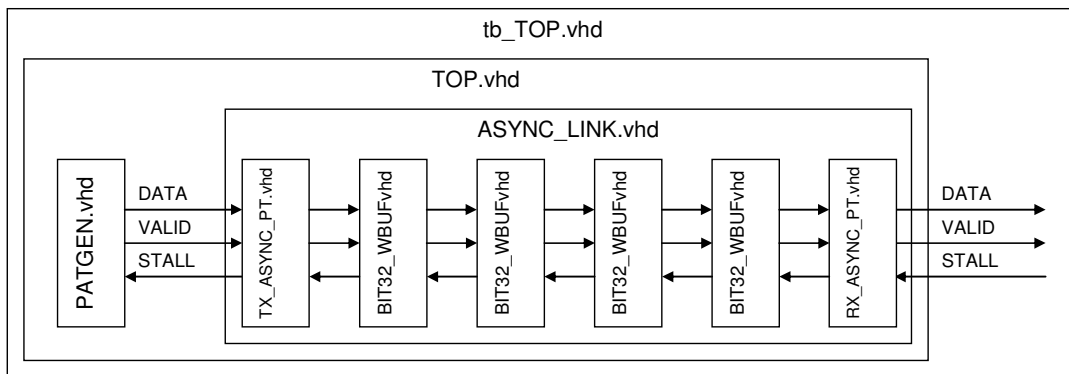 tb_TOP.vhd
TOP.vhd
ASYNC_LINK.vhd
PATGEN.vhd
DATA
VALID
STALL
TX_ASYNC_PT.vhd
BIT32_WBUFvhd
BIT32_WBUFvhd
BIT32_WBUFvhd
BIT32_WBUFvhd
RX_ASYNC_PT.vhd
DATA
VALID
STALL